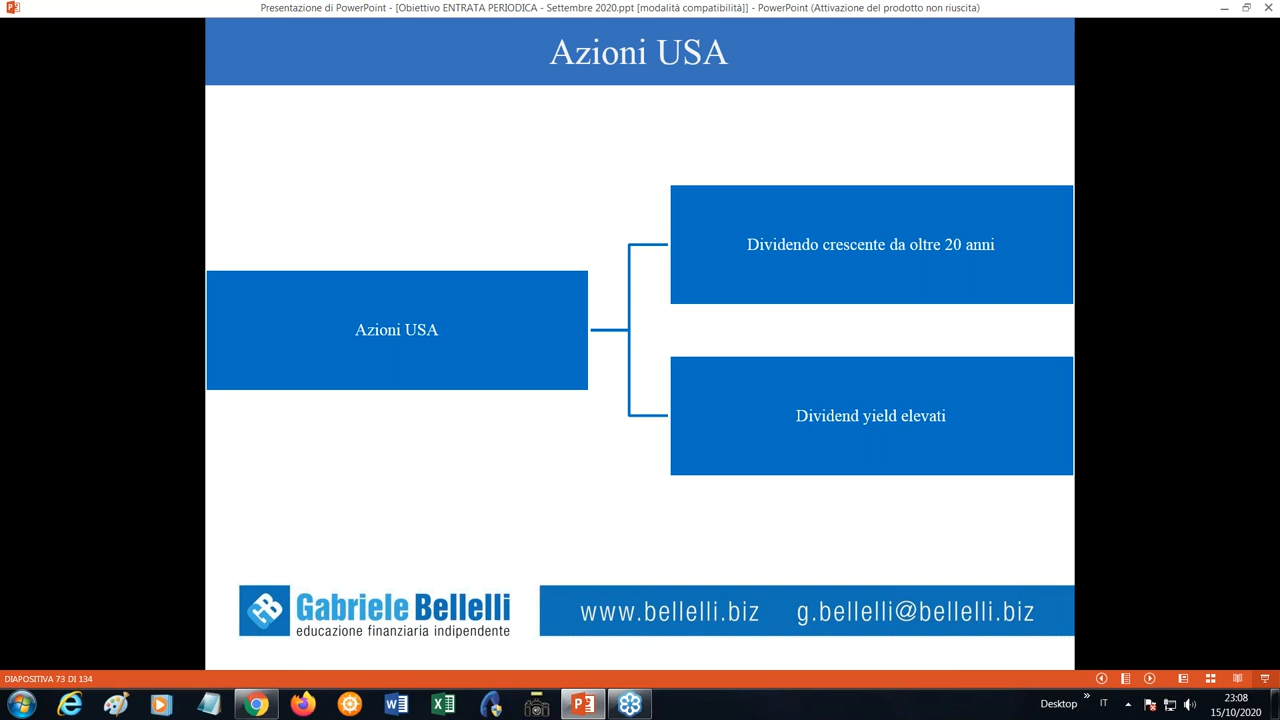 Presentazione di PowerPoint - [Obiettivo ENTRATA PERIODICA - Settembre 2020.ppt [modalità compatibilità]] - PowerPoint (Attivazione del prodotto non riuscita)
Azioni USA
Dividendo crescente da oltre 20 anni
Azioni USA
Dividend yield elevati
Gabriele Bellelli
educazione finanziaria indipendente
www.bellelli.biz g.bellelli@bellelli.biz
DIAPOSITIVA 73 DI 134
Desktop
IT
23:08
15/10/2020